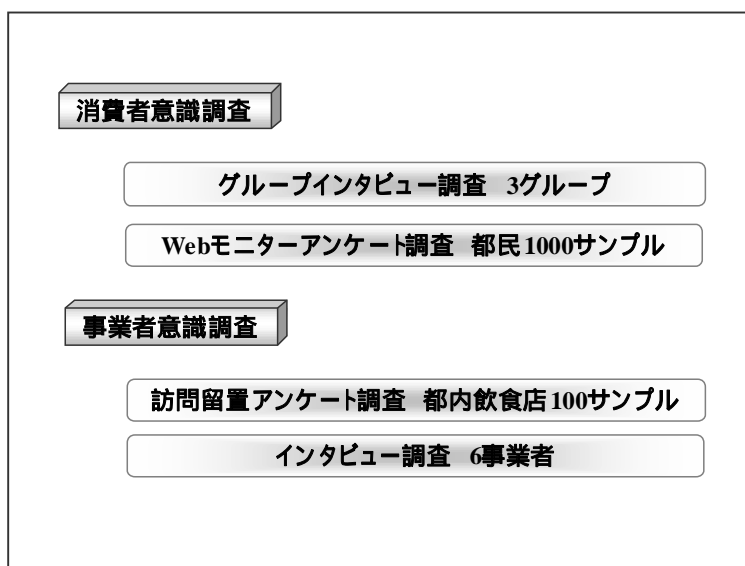 消費者意識調査
グループインタビュー調査 3グループ
Webモニターアンケート調査 都民1000サンプル
事業者意識調査
訪問留置アンケート調査 都内飲食店100サンプル
インタビュー調査 6事業者